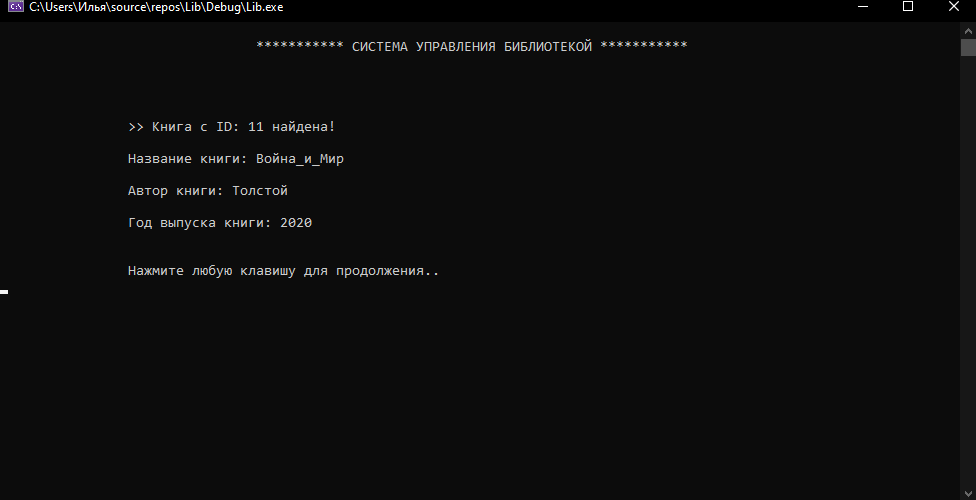 C:\Users\Илья\source\repos\Lib\Debug\Lib.exe
*********** СИСТЕМА УПРАВЛЕНИЯ БИБЛИОТЕКОЙ ***********
>> Книга с ID: 11 найдена!
Название книги: Война_и_Мир
Автор книги: Толстой
Год выпуска книги: 2020
Нажмите любую клавишу для продолжения..